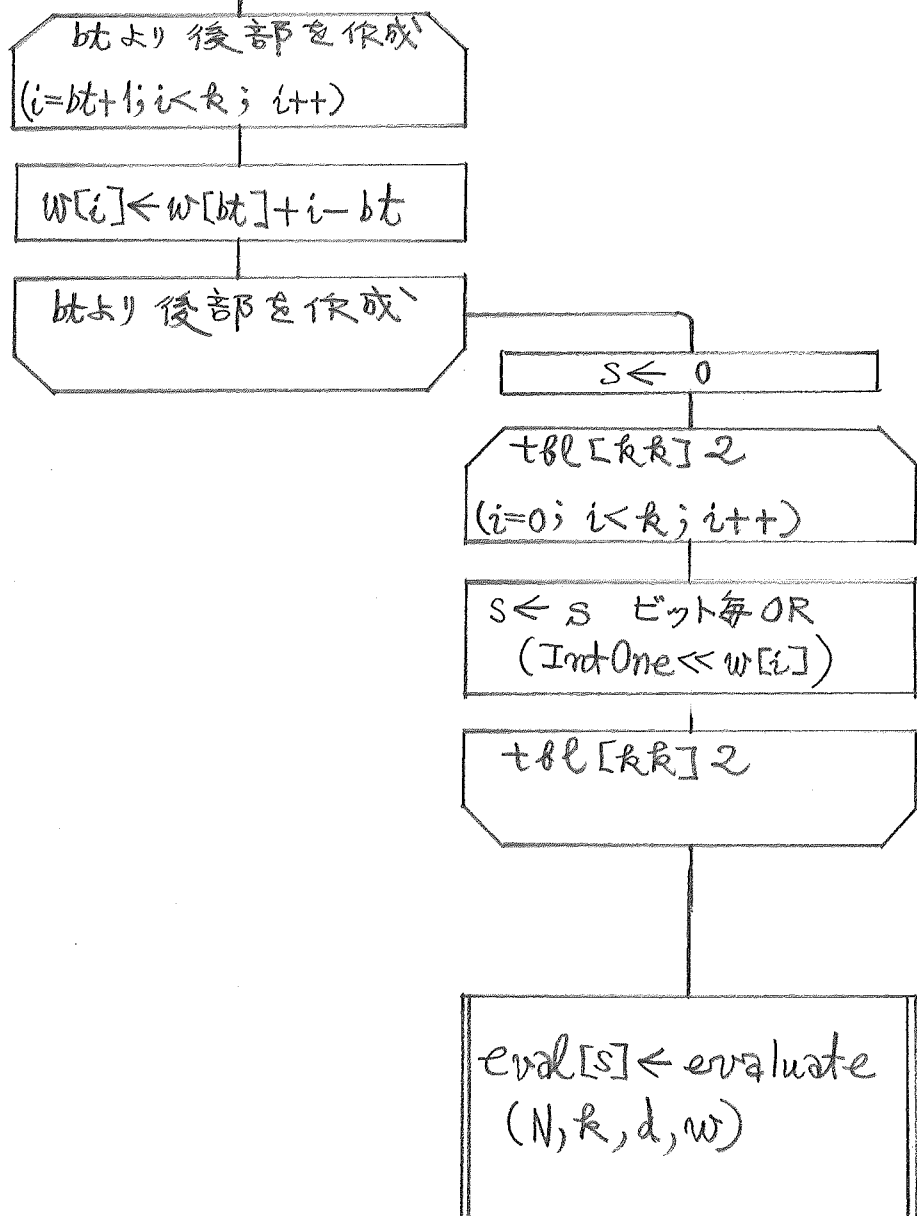 btより後部を作成
(i=bt+1; i<k; i++)
w[i]←w[bt]+i-bt
btより後部を作成
S← 0
tbl[kk]2
(i=0; i<k; i++)
S← S ビット毎OR
(IntOne<<w[i])
tbl[kk]2
eval[S]←evaluate
(N,k,d,w)